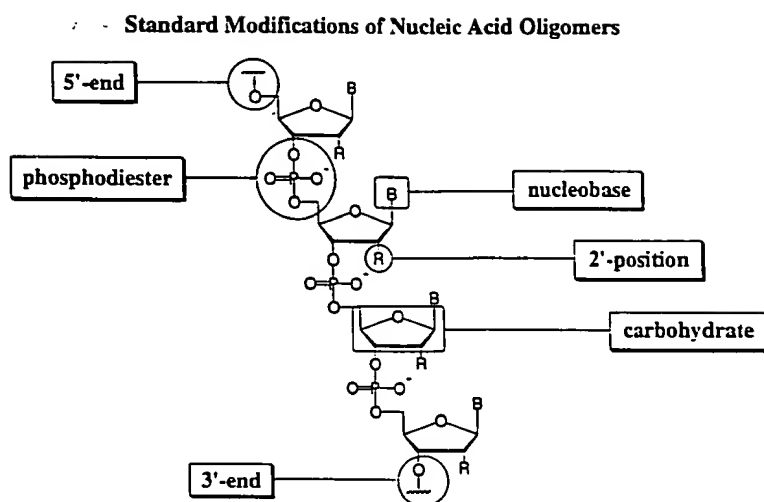 Standard Modifications of Nucleic Acid Oligomers
5'-end
O
O
B
O
R
phosphodiester
O=P-O-
O
O
B
nucleobase
O
R
2'-position
O=P-O-
O
O
B
carbohydrate
O
R
O=P-O-
O
O
B
3'-end
O
R